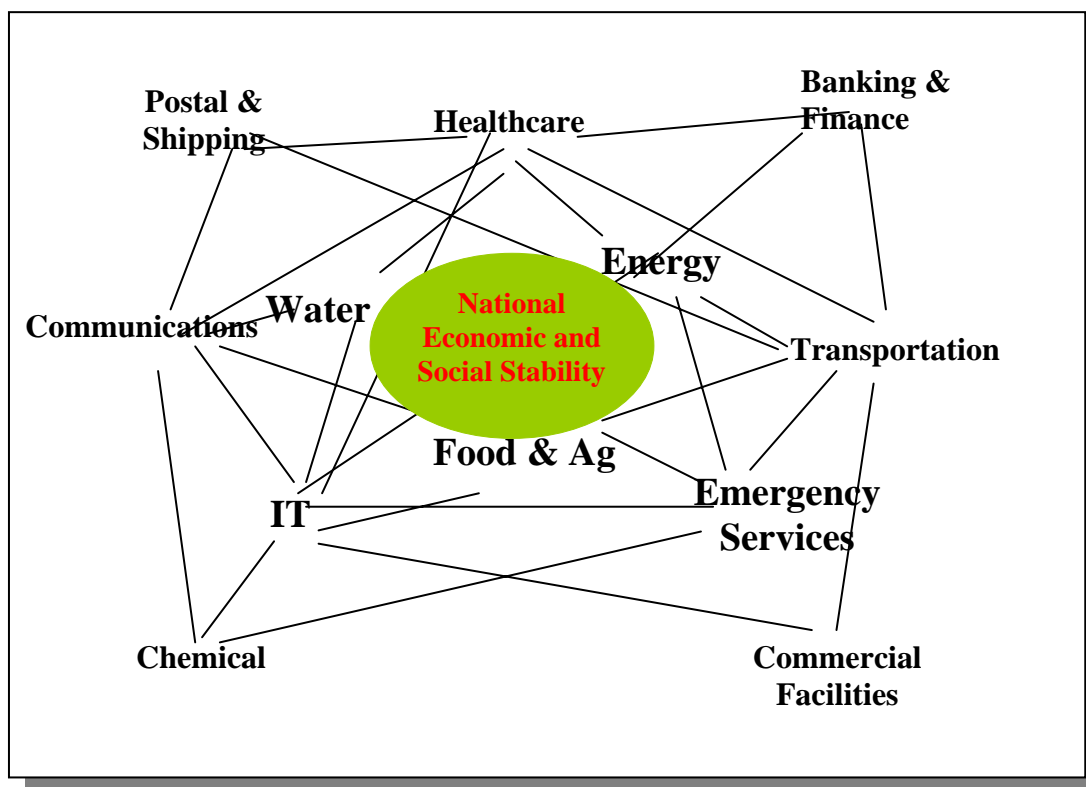 Postal &
Shipping
Healthcare
Banking &
Finance
Energy
Water
National
Economic and
Social Stability
Communications
Transportation
Food & Ag
IT
Emergency
Services
Chemical
Commercial
Facilities